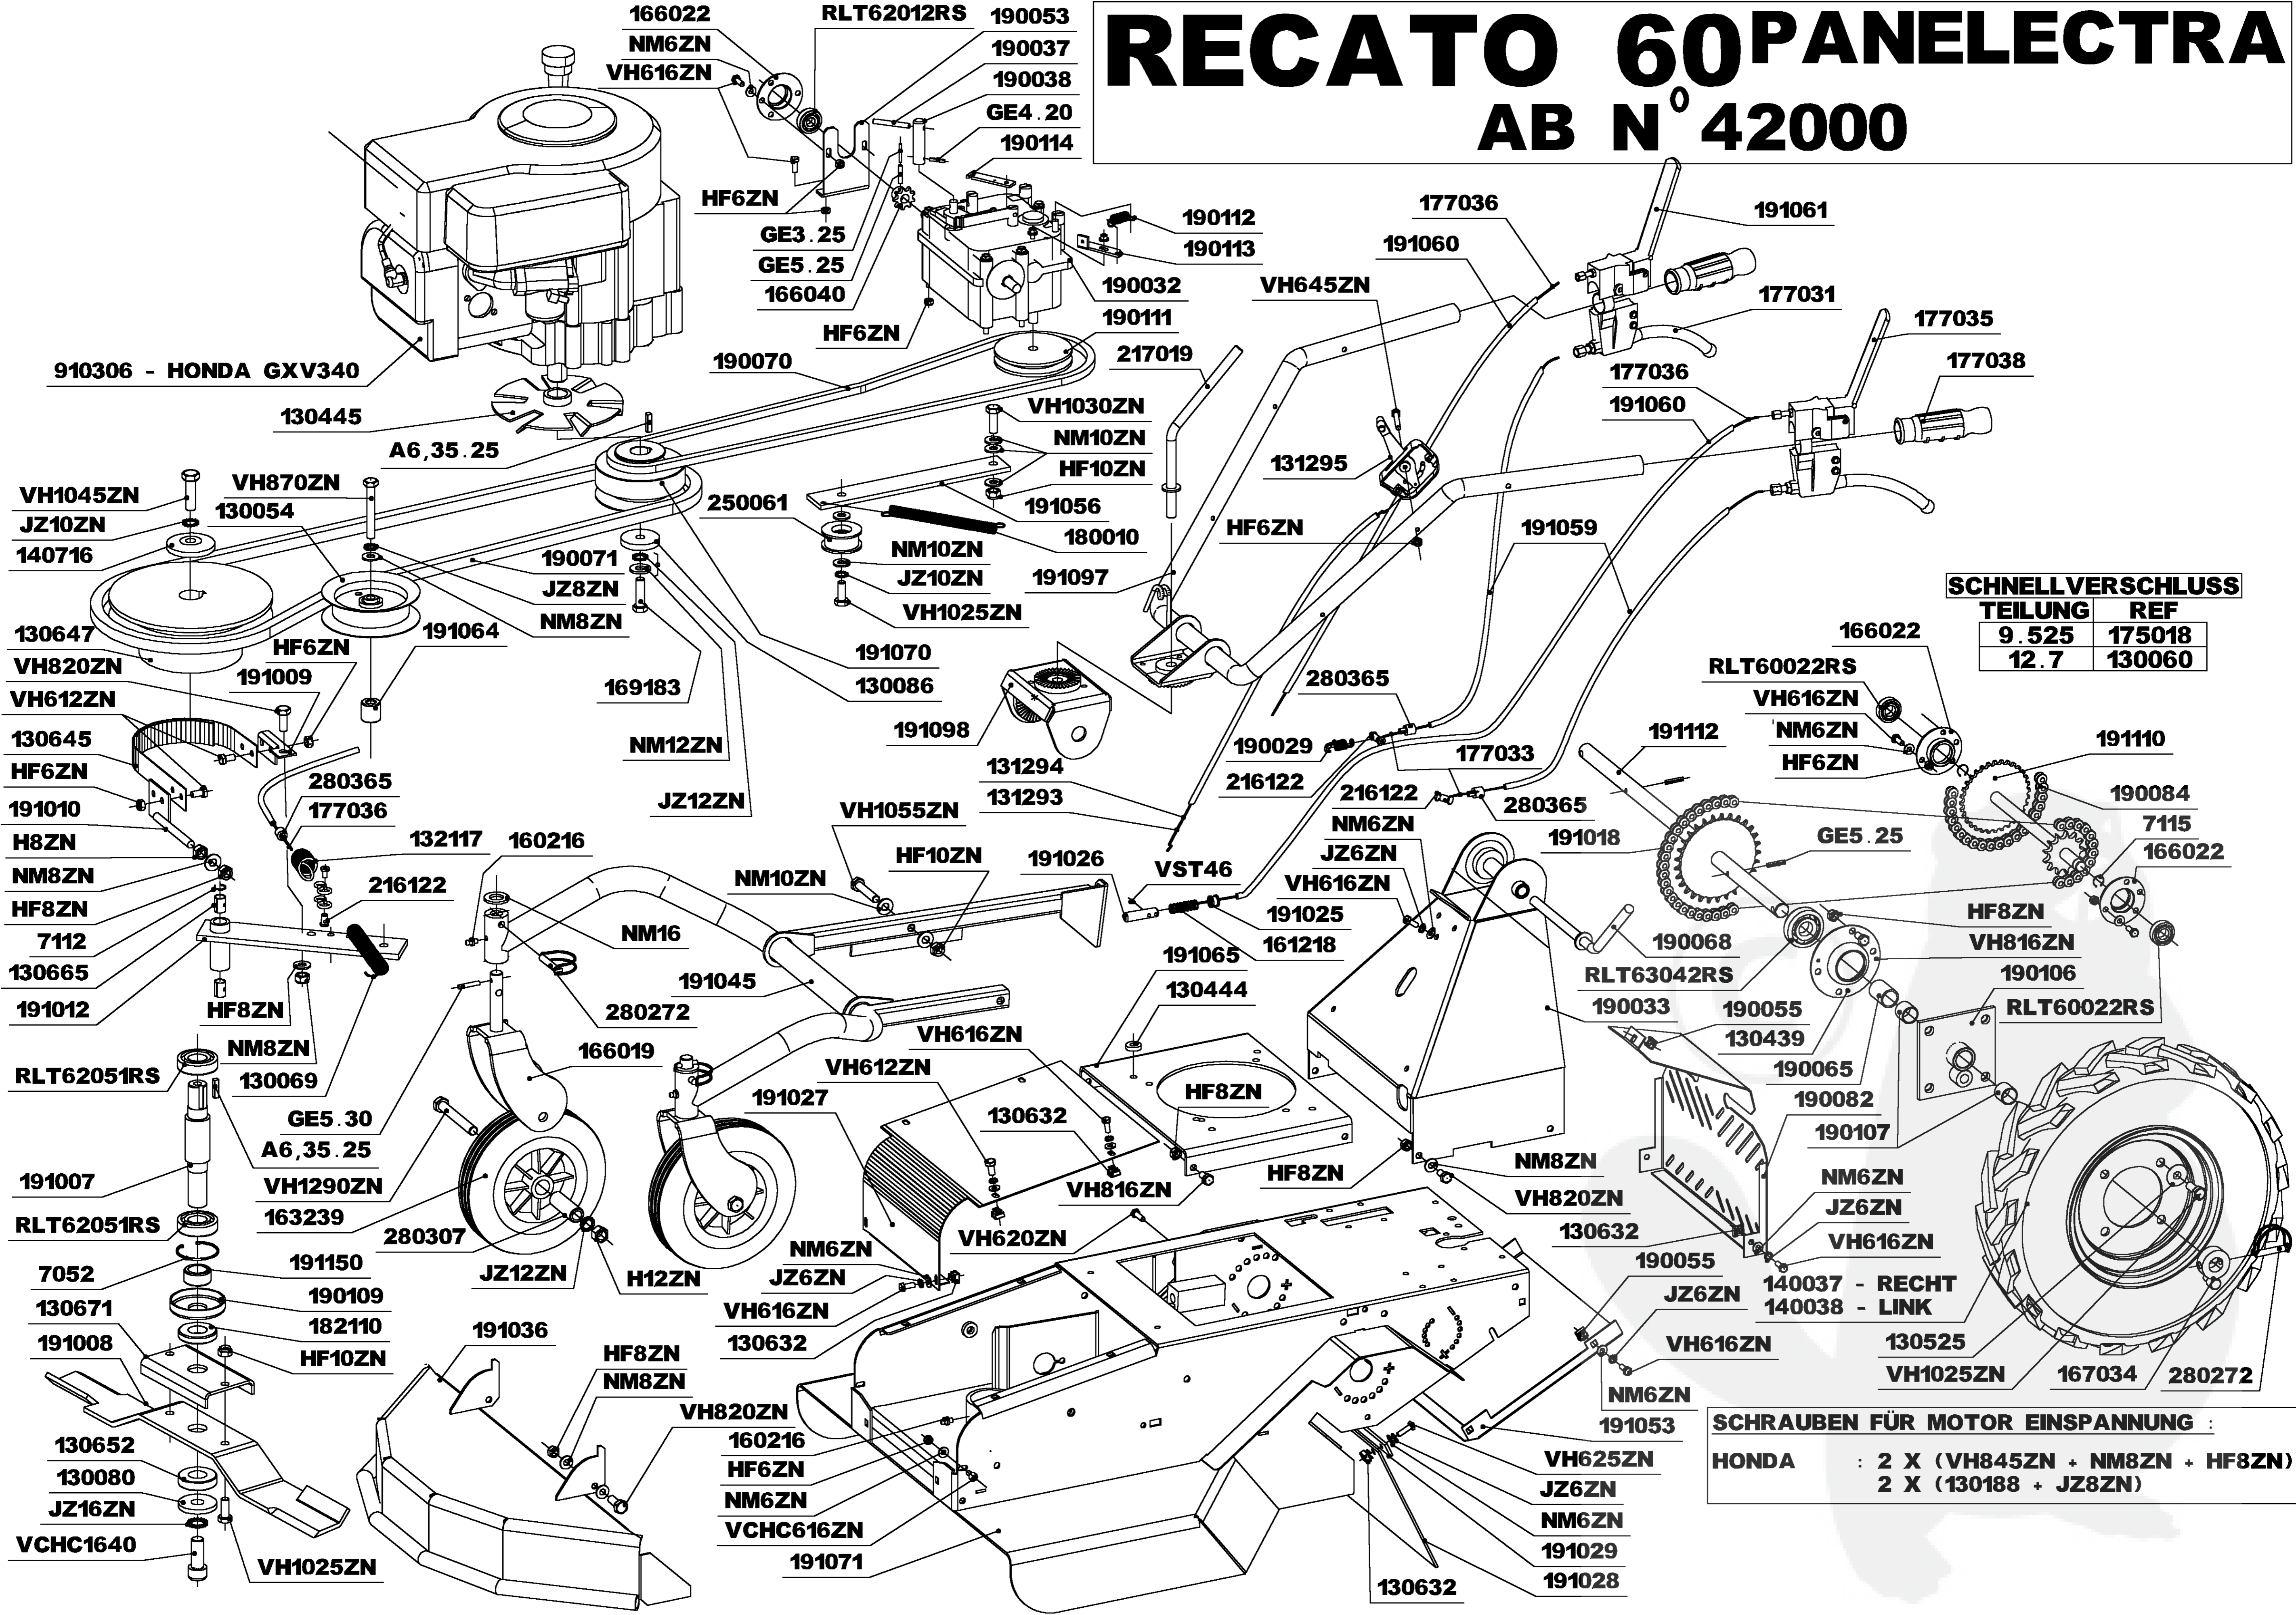 RECATO 60 PANELECTRA
AB N° 42000
166022
NM6ZN
VH616ZN
RLT62012RS
190053
190037
190038
GE4.20
190114
HF6ZN
GE3.25
GE5.25
166040
HF6ZN
190112
190113
190032
190111
910306 - HONDA GXV340
130445
A6,35.25
190070
217019
VH645ZN
177036
191060
191061
177031
177035
177036
191060
177038
VH1030ZN
NM10ZN
HF10ZN
131295
250061
191056
180010
HF6ZN
191059
NM10ZN
JZ10ZN
VH1025ZN
191097
VH1045ZN
JZ10ZN
140716
VH870ZN
130054
190071
JZ8ZN
NM8ZN
130647
VH820ZN
VH612ZN
130645
HF6ZN
191010
H8ZN
NM8ZN
HF8ZN
7112
130665
191012
HF6ZN
191009
191064
169183
NM12ZN
JZ12ZN
191070
130086
191098
280365
190029
216122
177033
216122
280365
131294
131293
SCHNELLVERSCHLUSS
TEILUNG REF
9.525 175018
12.7 130060
166022
RLT60022RS
VH616ZN
NM6ZN
HF6ZN
191112
191110
190084
7115
166022
191018
GE5.25
280365
177036
132117
216122
160216
VH1055ZN
HF10ZN
NM10ZN
191026
VST46
NM6ZN
JZ6ZN
VH616ZN
191025
161218
NM16
191045
280272
191065
130444
190068
RLT63042RS
190033
HF8ZN
VH816ZN
190106
RLT60022RS
190055
130439
190065
190082
190107
HF8ZN
NM8ZN
130069
RLT62051RS
GE5.30
A6,35.25
VH1290ZN
163239
280307
166019
JZ12ZN
H12ZN
191007
RLT62051RS
7052
130671
191008
191150
190109
182110
HF10ZN
VH616ZN
VH612ZN
191027
130632
HF8ZN
VH816ZN
VH620ZN
HF8ZN
NM8ZN
VH820ZN
NM6ZN
JZ6ZN
VH616ZN
130632
NM6ZN
JZ6ZN
VH616ZN
130632
190055
JZ6ZN
VH616ZN
NM6ZN
191053
140037 - RECHT
140038 - LINK
130525
VH1025ZN
167034
280272
191036
HF8ZN
NM8ZN
VH820ZN
160216
HF6ZN
NM6ZN
VCHC616ZN
191071
130652
130080
JZ16ZN
VCHC1640
VH1025ZN
VH625ZN
JZ6ZN
NM6ZN
191029
191028
130632
SCHRAUBEN FÜR MOTOR EINSPANNUNG :
HONDA : 2 X (VH845ZN + NM8ZN + HF8ZN)
2 X (130188 + JZ8ZN)